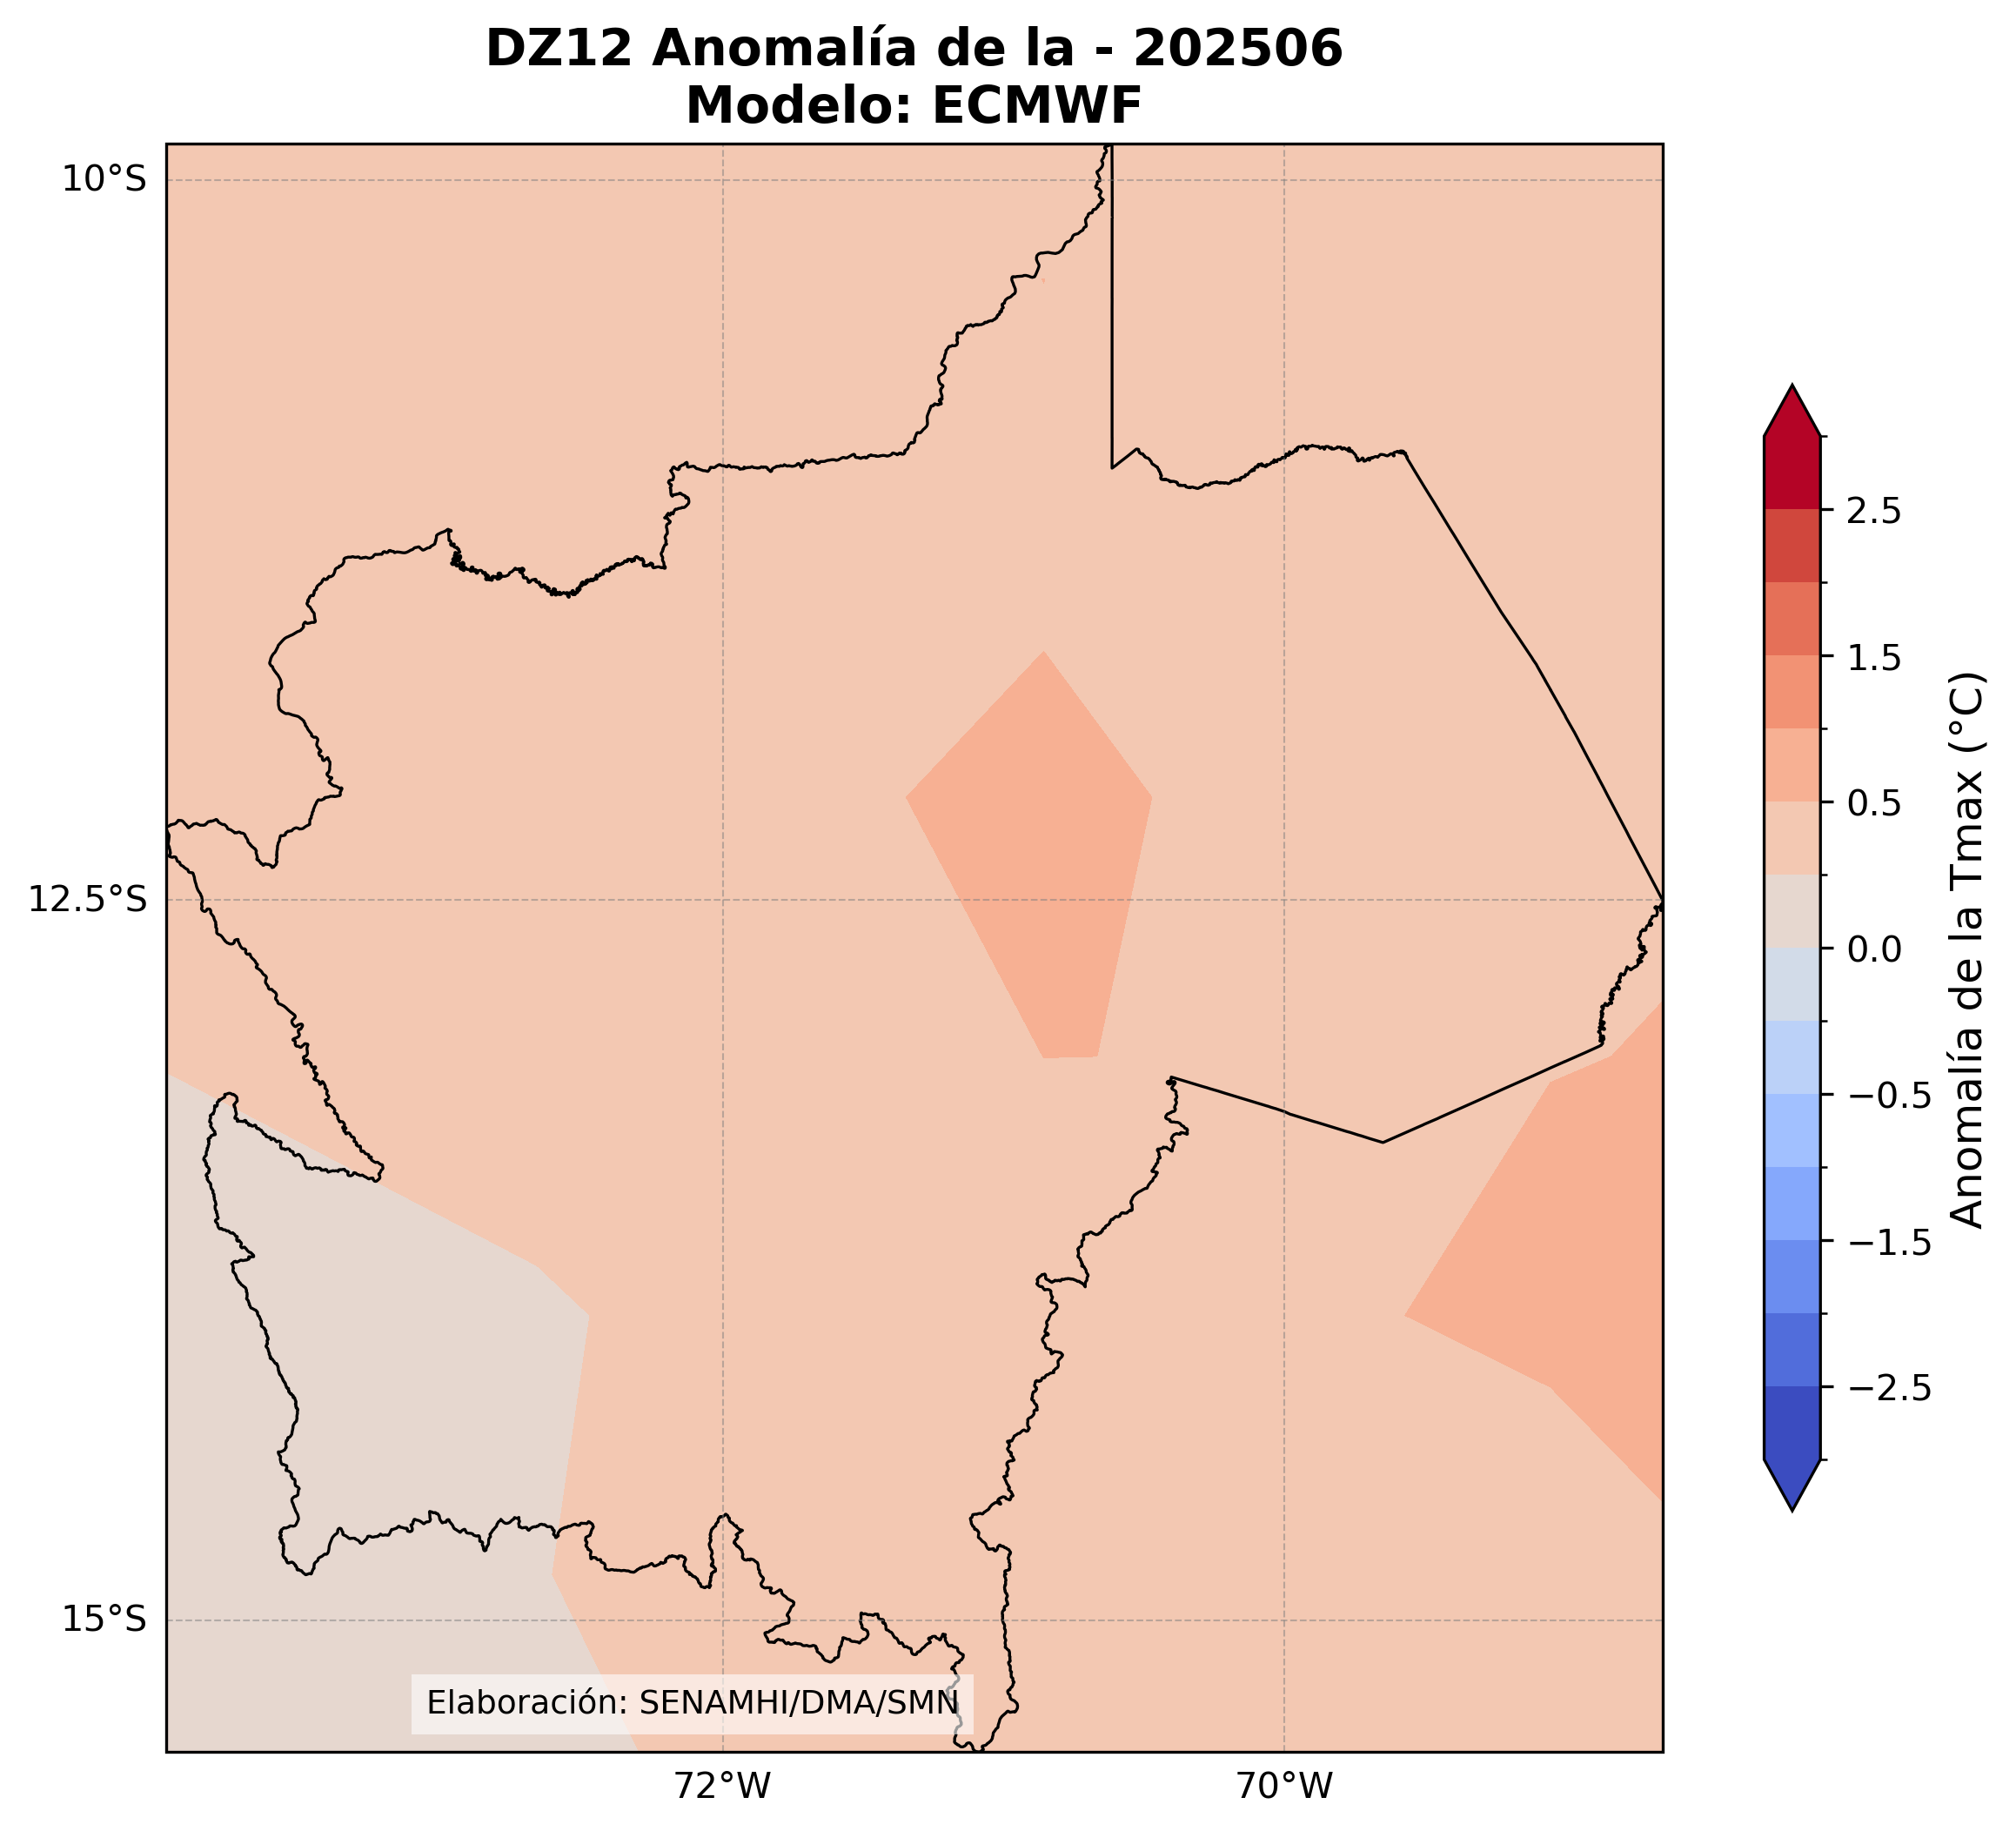 DZ12 Anomalía de la - 202506
Modelo: ECMWF
10°S
12.5°S
15°S
72°W
70°W
2.5
1.5
0.5
0.0
−0.5
−1.5
−2.5
Anomalía de la Tmax (°C)
Elaboración: SENAMHI/DMA/SMN